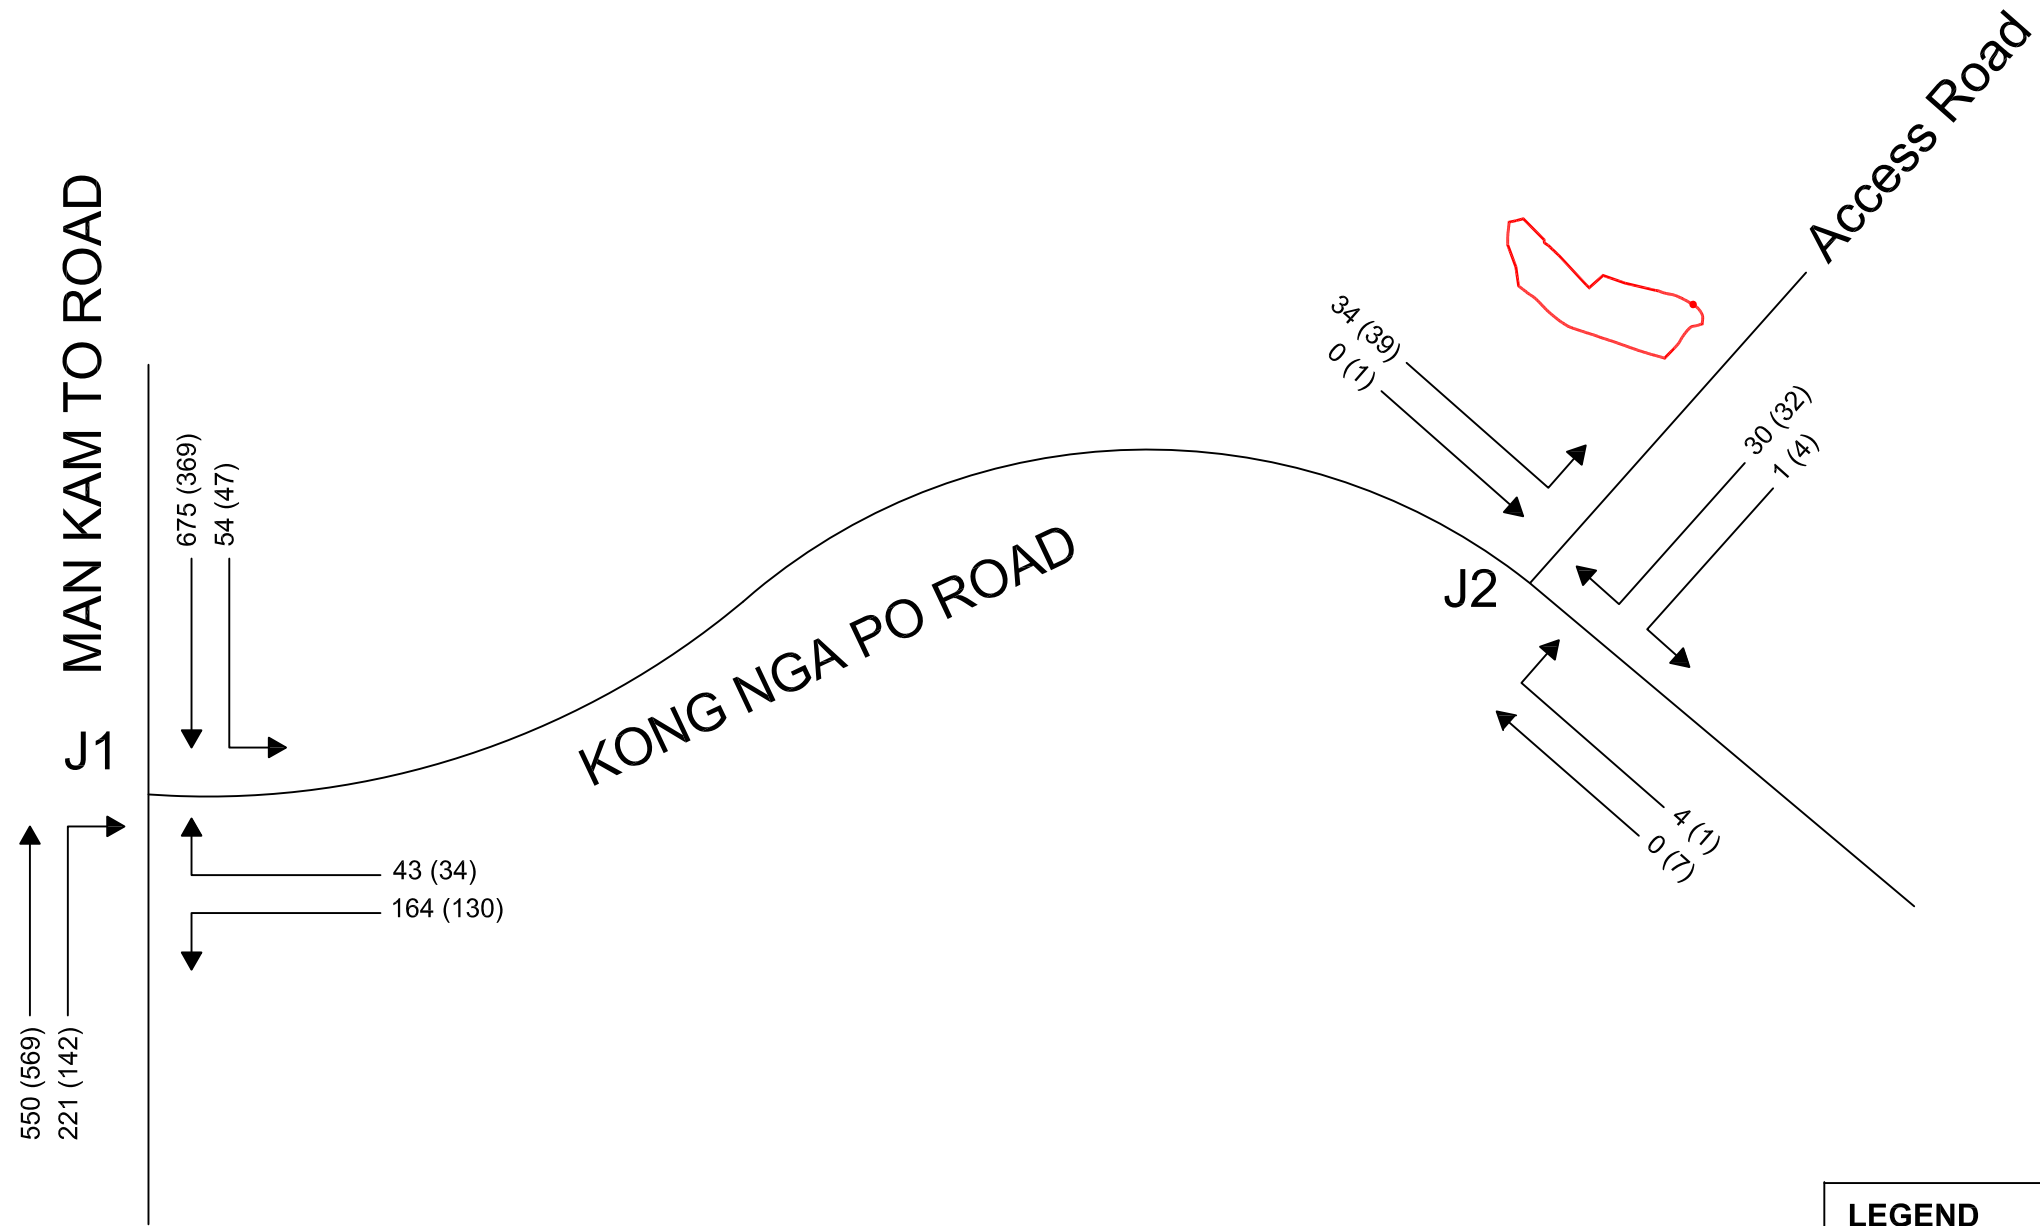 Access Road
MAN KAM TO ROAD
34 (39)
0 (1)
30 (32)
1 (4)
675 (369)
54 (47)
KONG NGA PO ROAD
J2
J1
4 (1)
0 (7)
43 (34)
164 (130)
550 (569)
221 (142)
LEGEND